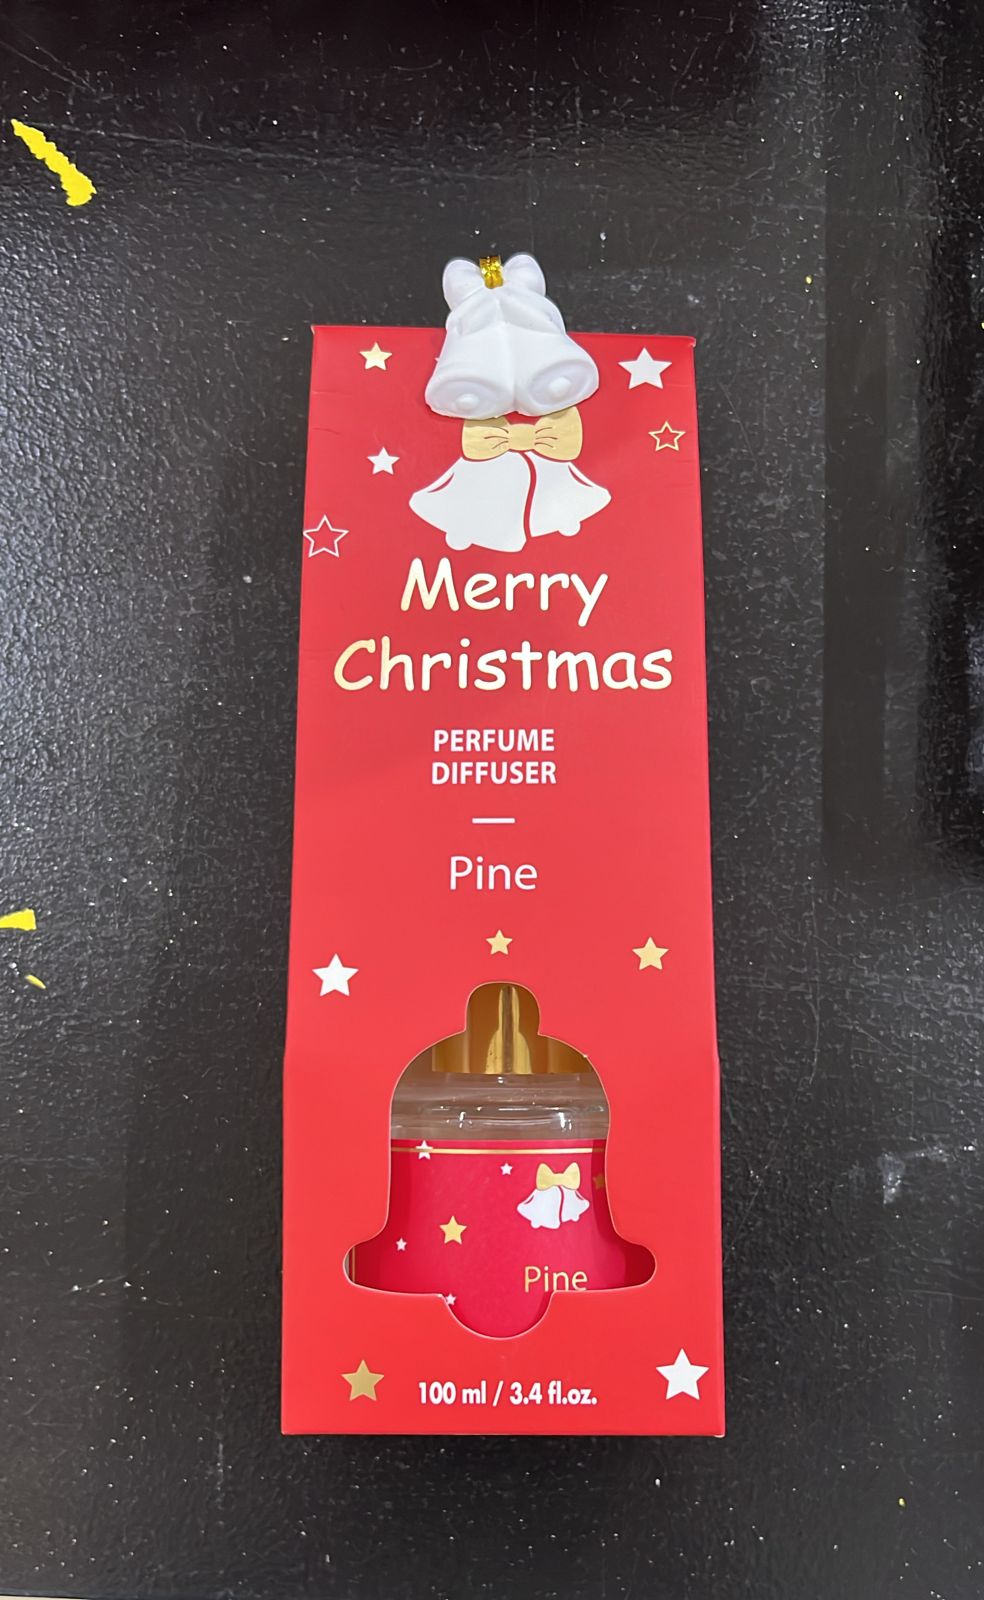 Merry
Christmas
PERFUME
DIFFUSER
Pine
Pine
100 ml / 3.4 fl.oz.